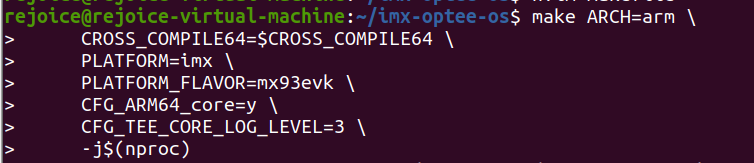 rejoice@rejoice-virtual-machine:~/imx-optee-os$ make ARCH=arm \
>      CROSS_COMPILE64=$CROSS_COMPILE64 \
>      PLATFORM=imx \
>      PLATFORM_FLAVOR=mx93evk \
>      CFG_ARM64_core=y \
>      CFG_TEE_CORE_LOG_LEVEL=3 \
>      -j$(nproc)